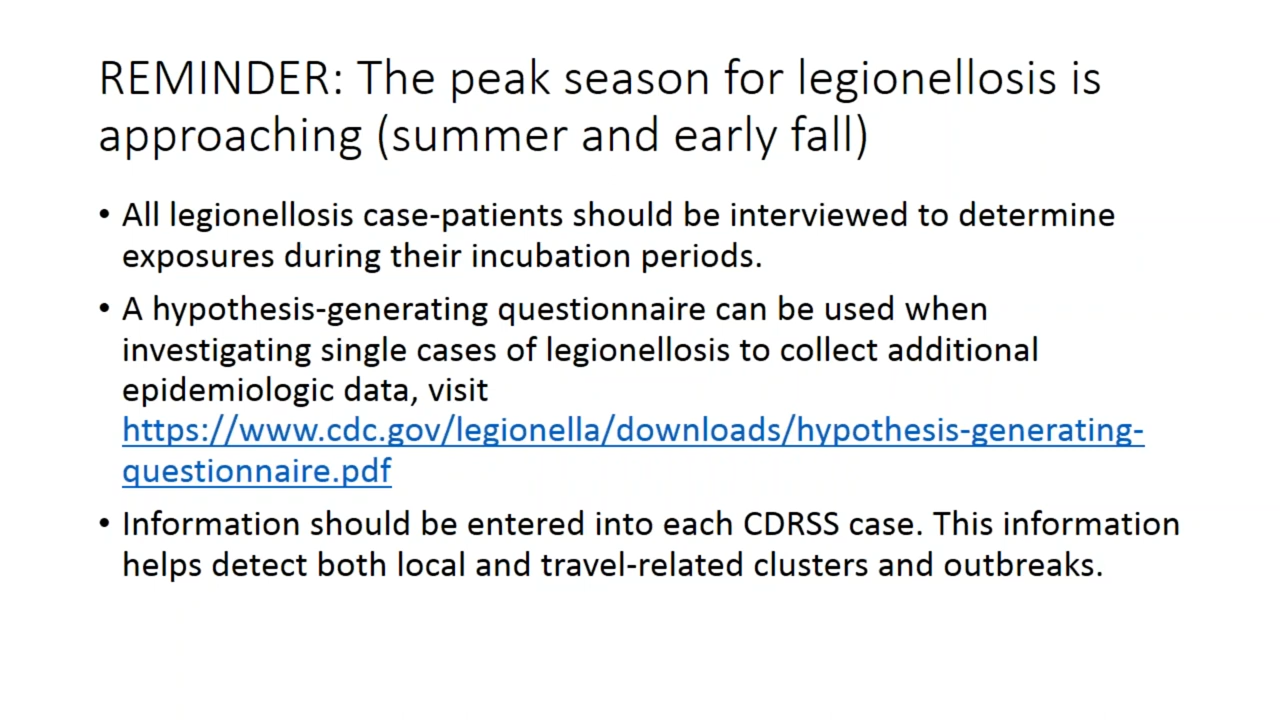 REMINDER: The peak season for legionellosis is
approaching (summer and early fall)
• All legionellosis case-patients should be interviewed to determine
exposures during their incubation periods.
• A hypothesis-generating questionnaire can be used when
investigating single cases of legionellosis to collect additional
epidemiologic data, visit
https://www.cdc.gov/legionella/downloads/hypothesis-generating-
questionnaire.pdf
• Information should be entered into each CDRSS case. This information
helps detect both local and travel-related clusters and outbreaks.